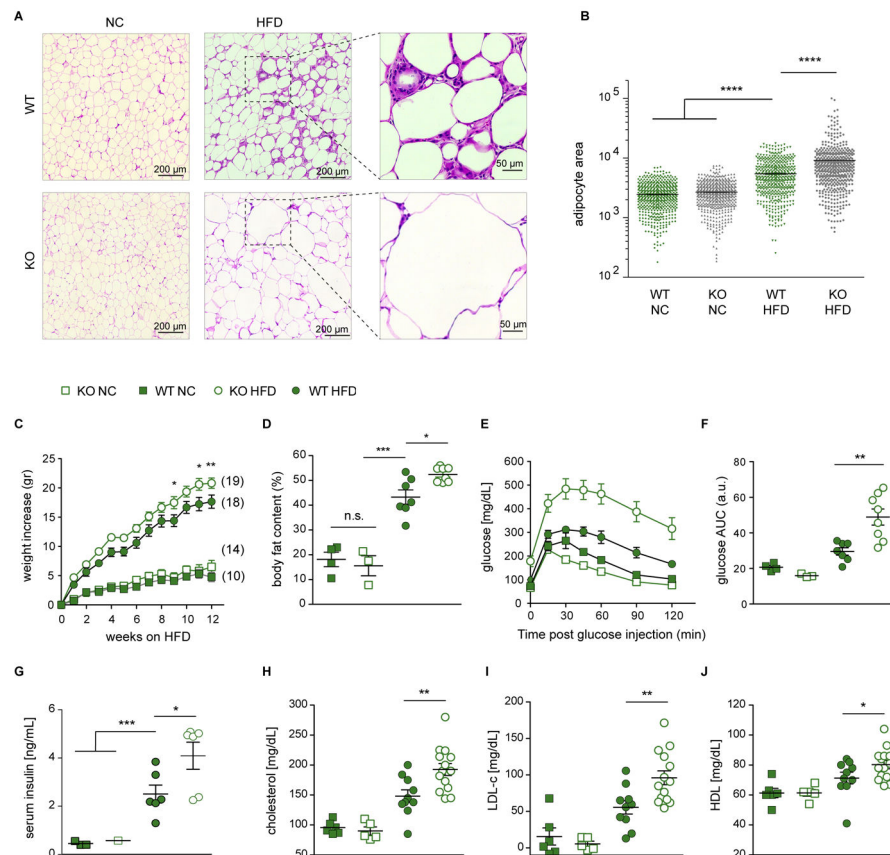 A
NC
HFD
WT
200 µm
200 µm
50 µm
KO
200 µm
200 µm
50 µm
B
****
****
adipocyte area
10^5
10^4
10^3
10^2
WT NC
KO NC
WT HFD
KO HFD
KO NC WT NC KO HFD WT HFD
C
weight increase (gr)
25
20
15
10
5
0
* * **
(19)
(18)
(14)
(10)
0 2 4 6 8 10 12
weeks on HFD
D
body fat content (%)
60
50
40
30
20
10
0
n.s.
***
*
E
glucose [mg/dL]
600
500
400
300
200
100
0
0 30 60 90 120
Time post glucose injection (min)
F
glucose AUC (a.u.)
80
60
40
20
0
**
G
serum insulin [ng/mL]
6
4
2
0
***
*
H
cholesterol [mg/dL]
300
250
200
150
100
50
**
I
LDL-c [mg/dL]
200
150
100
50
0
**
J
HDL [mg/dL]
120
100
80
60
40
20
*